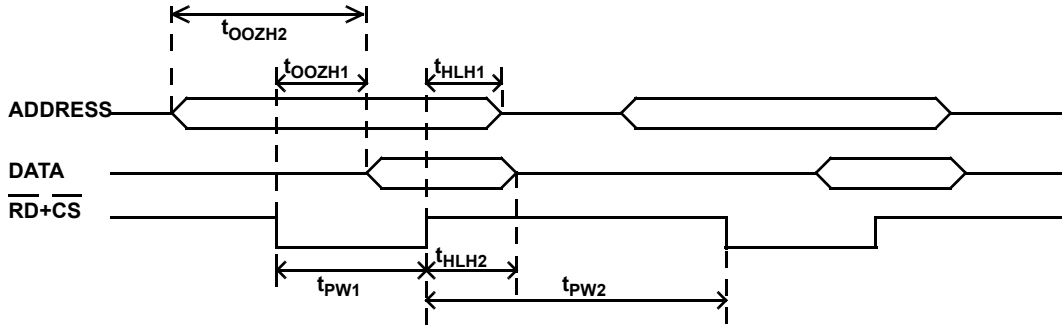 tOOZH2
tOOZH1
tHLH1
ADDRESS
DATA
RD+CS
tHLH2
tPW1
tPW2